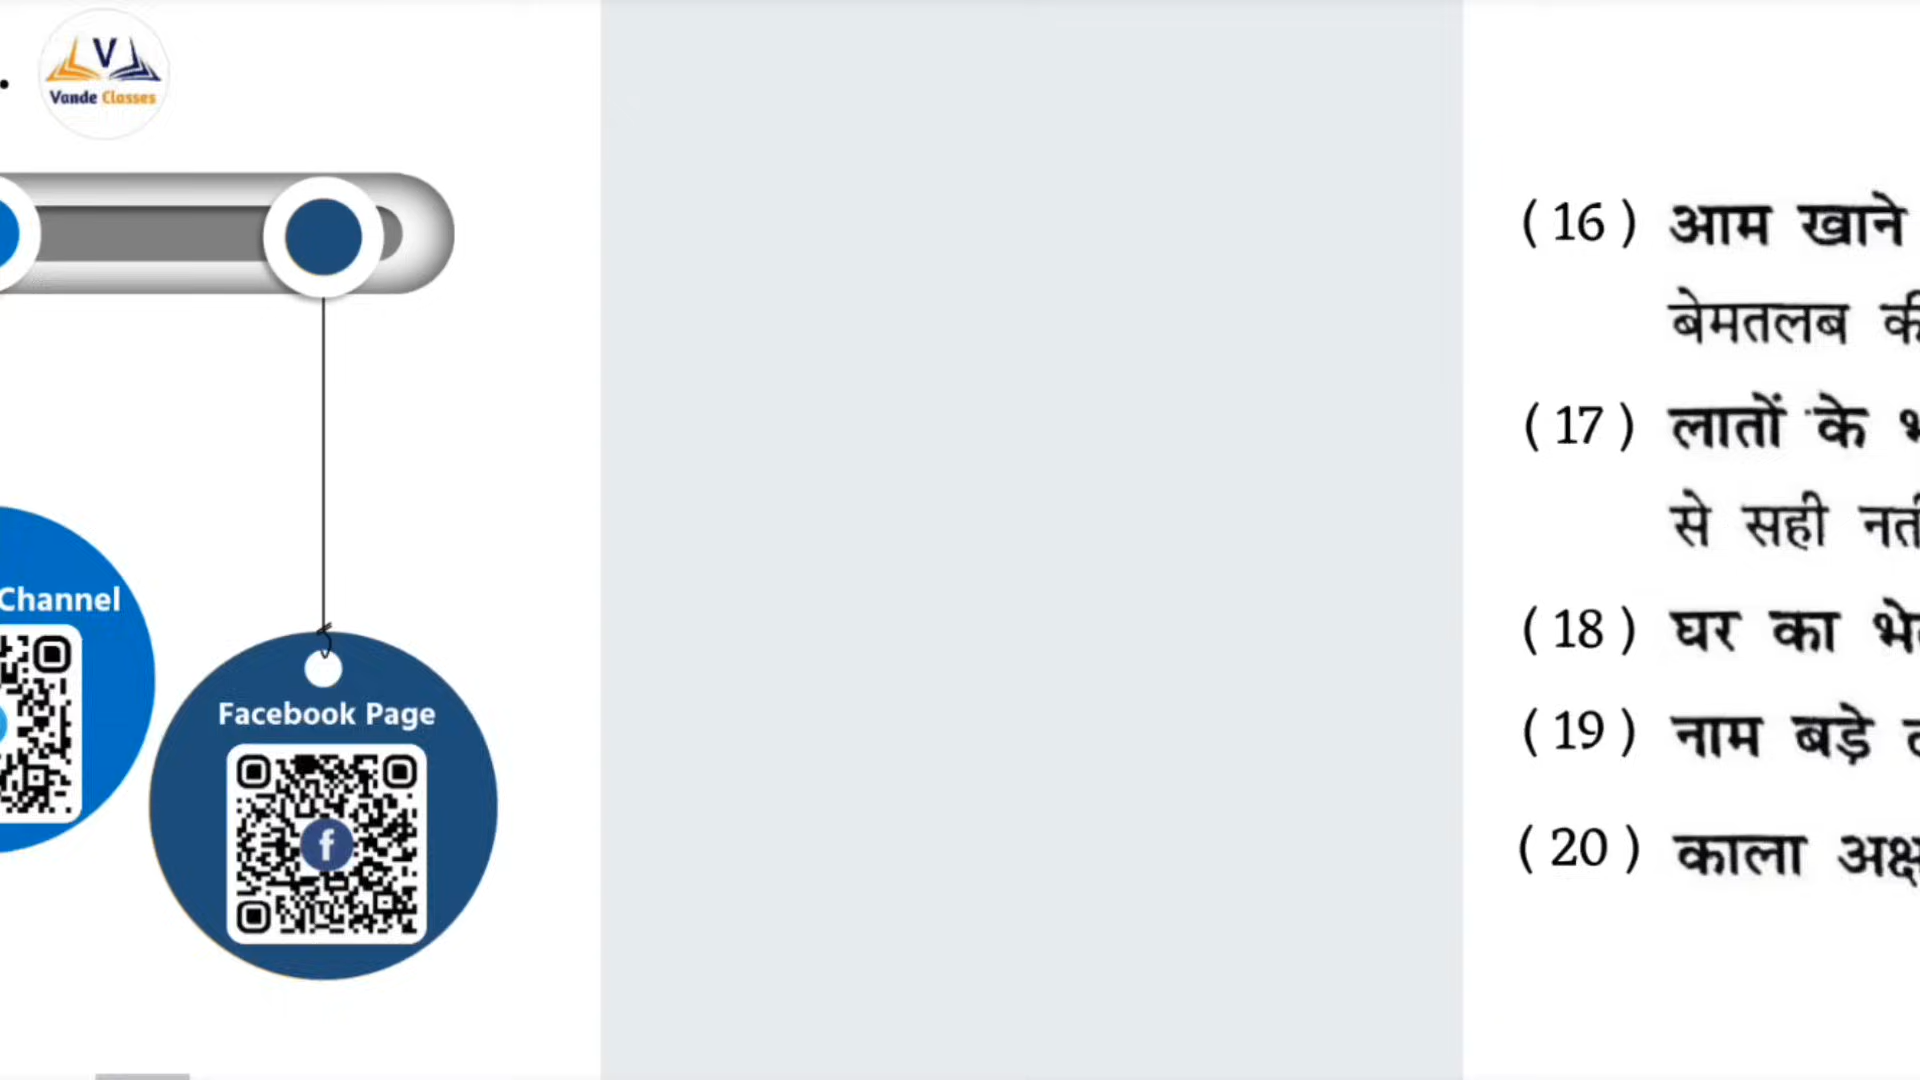 V
Vande Classes
Channel
Facebook Page
f
( 16 ) आम खाने
बेमतलब
( 17 ) लातों के
से सही
( 18 ) घर का
( 19 ) नाम बड़े
( 20 ) काला